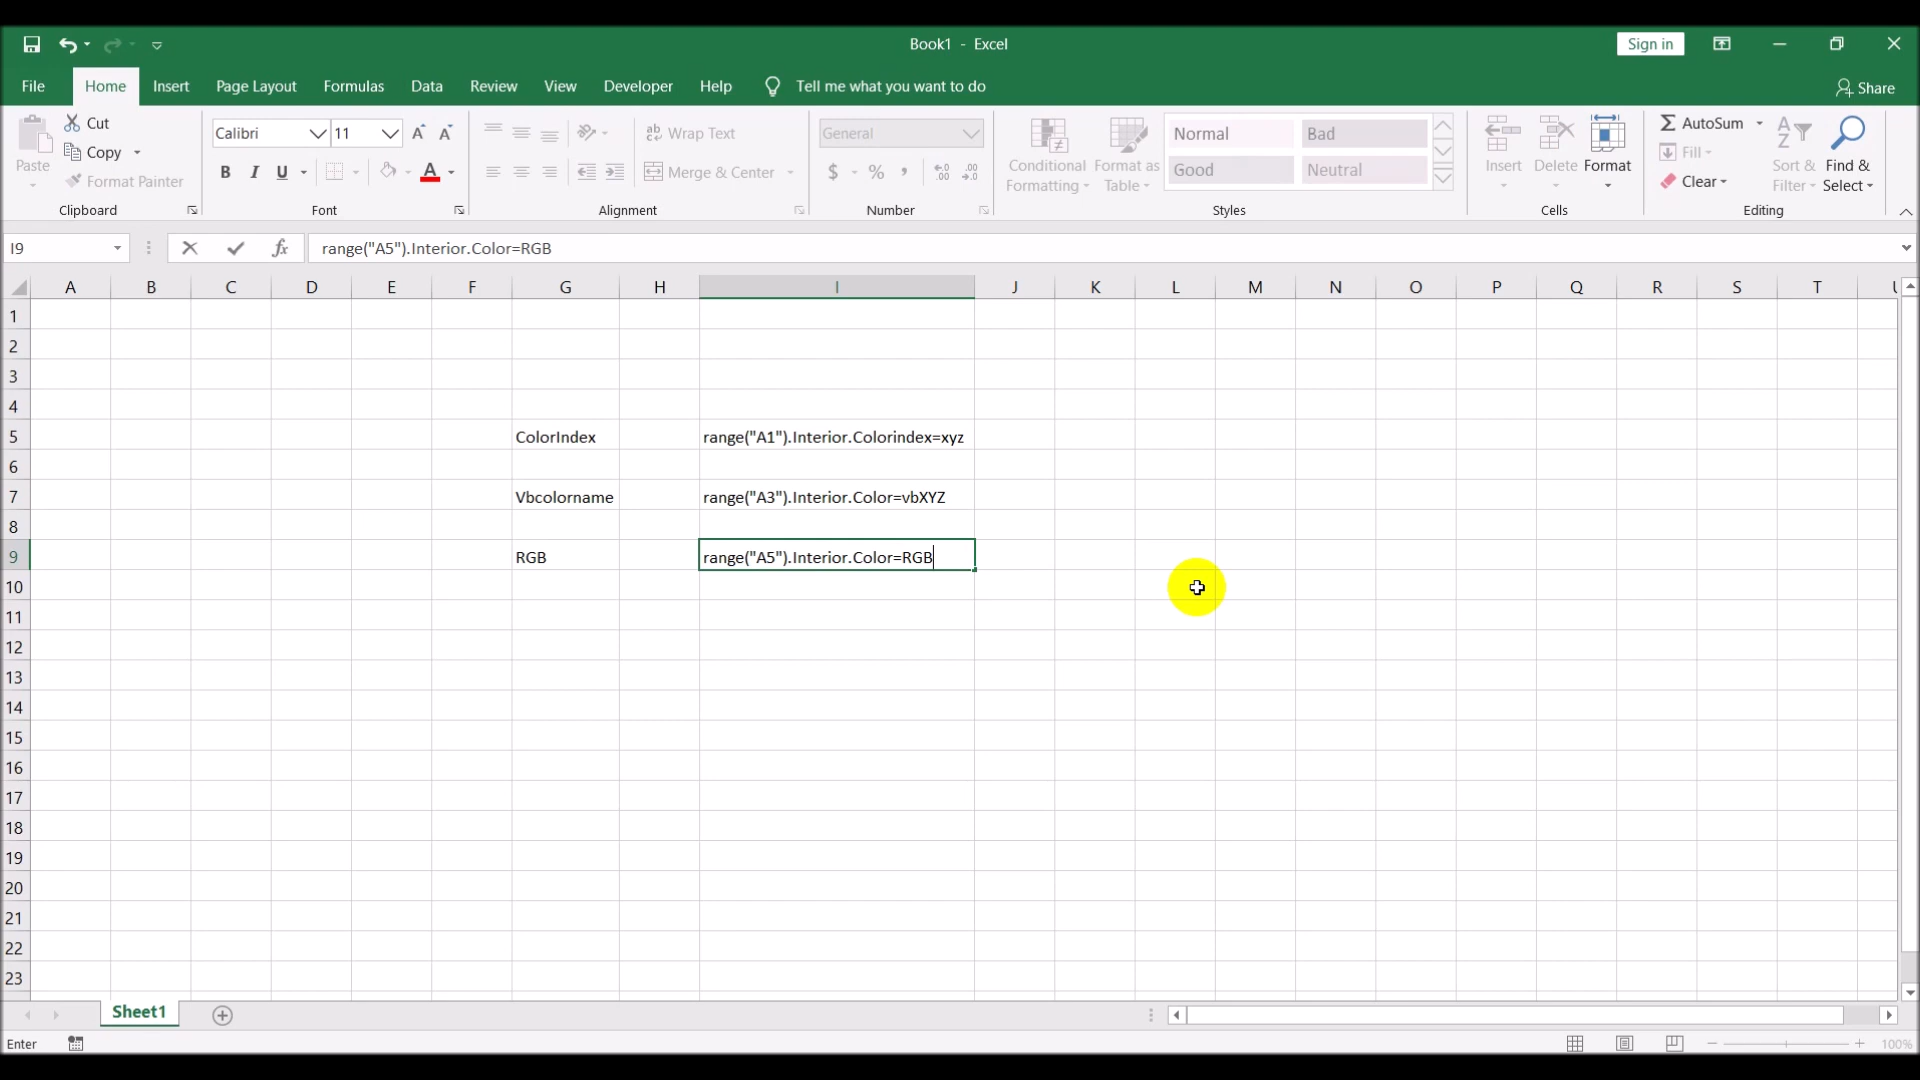 Book1 - Excel
Sign in
File Home Insert Page Layout Formulas Data Review View Developer Help Tell me what you want to do
Share
Paste
Cut
Copy
Format Painter
Clipboard
Calibri 11
B I U
Font
ab Wrap Text
Merge & Center
Alignment
General
$ % ,
Number
Conditional Formatting
Format as Table
Normal Bad
Good Neutral
Styles
Insert Delete Format
Cells
AutoSum
Fill
Clear
Sort & Filter
Find & Select
Editing
I9 fx range("A5").Interior.Color=RGB
A B C D E F G H I J K L M N O P Q R S T
1
2
3
4
5 ColorIndex range("A1").Interior.Colorindex=xyz
6
7 Vbcolorname range("A3").Interior.Color=vbXYZ
8
9 RGB range("A5").Interior.Color=RGB
10
11
12
13
14
15
16
17
18
19
20
21
22
23
Sheet1
Enter
100%